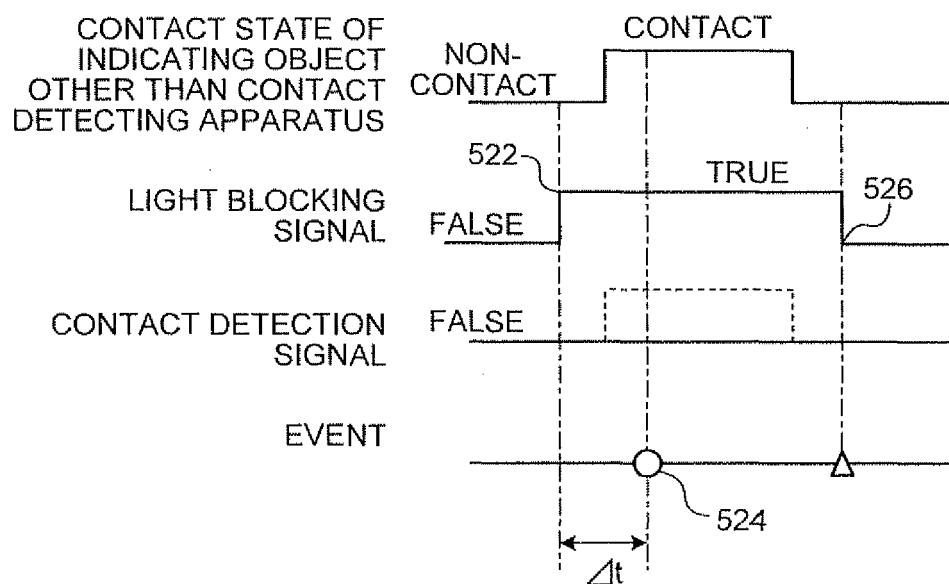 CONTACT STATE OF
INDICATING OBJECT
OTHER THAN CONTACT
DETECTING APPARATUS
NON-
CONTACT
CONTACT
522
TRUE
526
LIGHT BLOCKING
SIGNAL
FALSE
CONTACT DETECTION
SIGNAL
FALSE
EVENT
524
⊿t